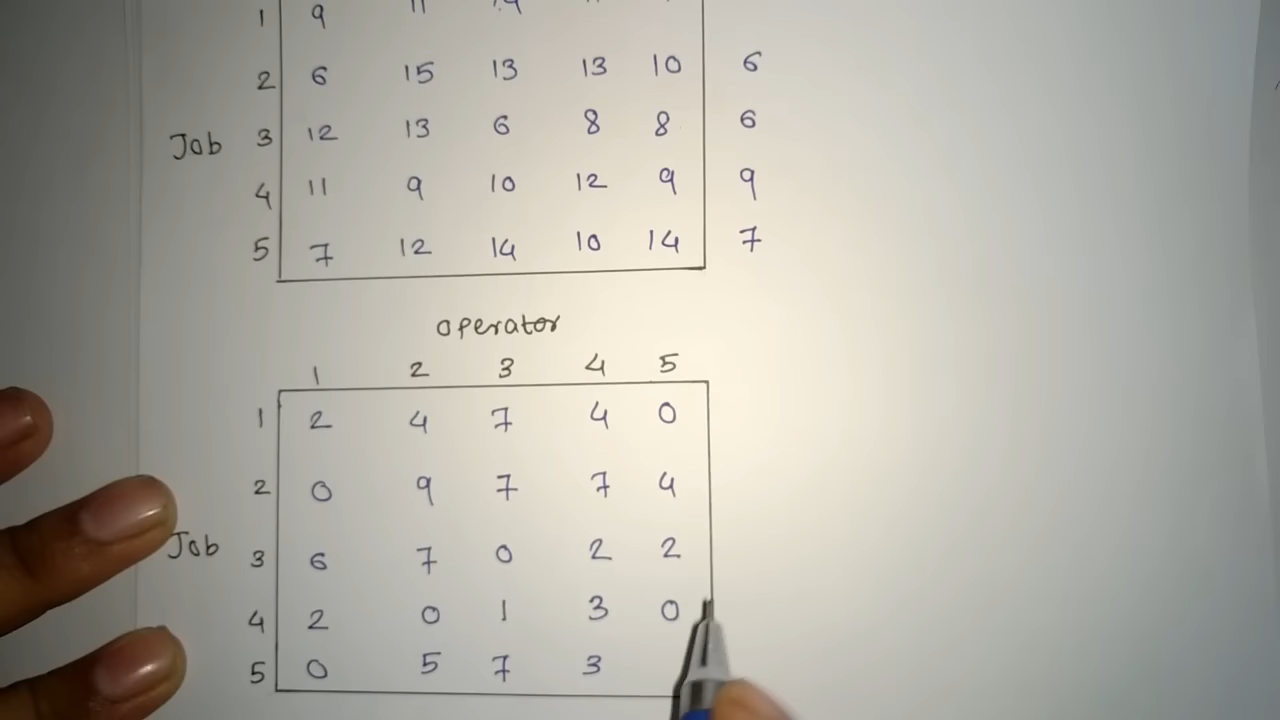 1 9 11
2 6 15 13 13 10 6
Job 3 12 13 6 8 8 6
4 11 9 10 12 9 9
5 7 12 14 10 14 7
operator
1 2 3 4 5
1 2 4 7 4 0
2 0 9 7 7 4
Job 3 6 7 0 2 2
4 2 0 1 3 0
5 0 5 7 3